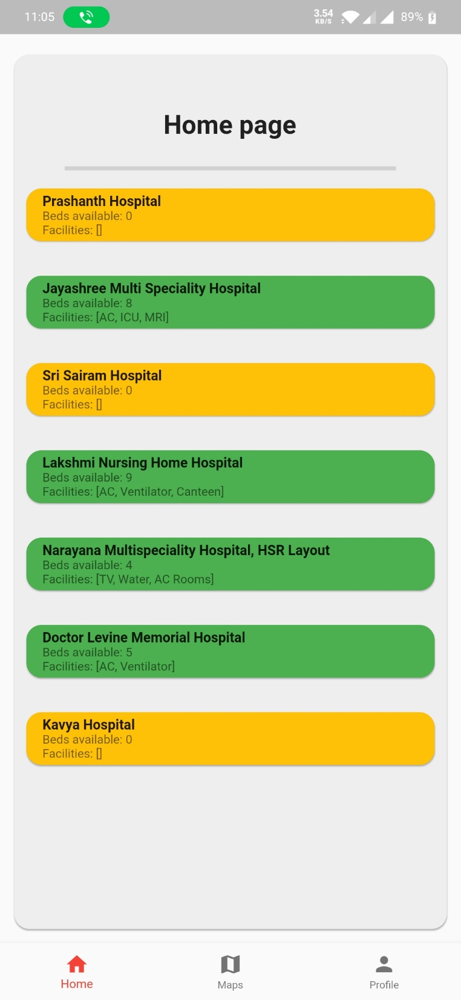 11:05
3.54
KB/S
89%
Home page
Prashanth Hospital
Beds available: 0
Facilities: []
Jayashree Multi Speciality Hospital
Beds available: 8
Facilities: [AC, ICU, MRI]
Sri Sairam Hospital
Beds available: 0
Facilities: []
Lakshmi Nursing Home Hospital
Beds available: 9
Facilities: [AC, Ventilator, Canteen]
Narayana Multispeciality Hospital, HSR Layout
Beds available: 4
Facilities: [TV, Water, AC Rooms]
Doctor Levine Memorial Hospital
Beds available: 5
Facilities: [AC, Ventilator]
Kavya Hospital
Beds available: 0
Facilities: []
Home
Maps
Profile